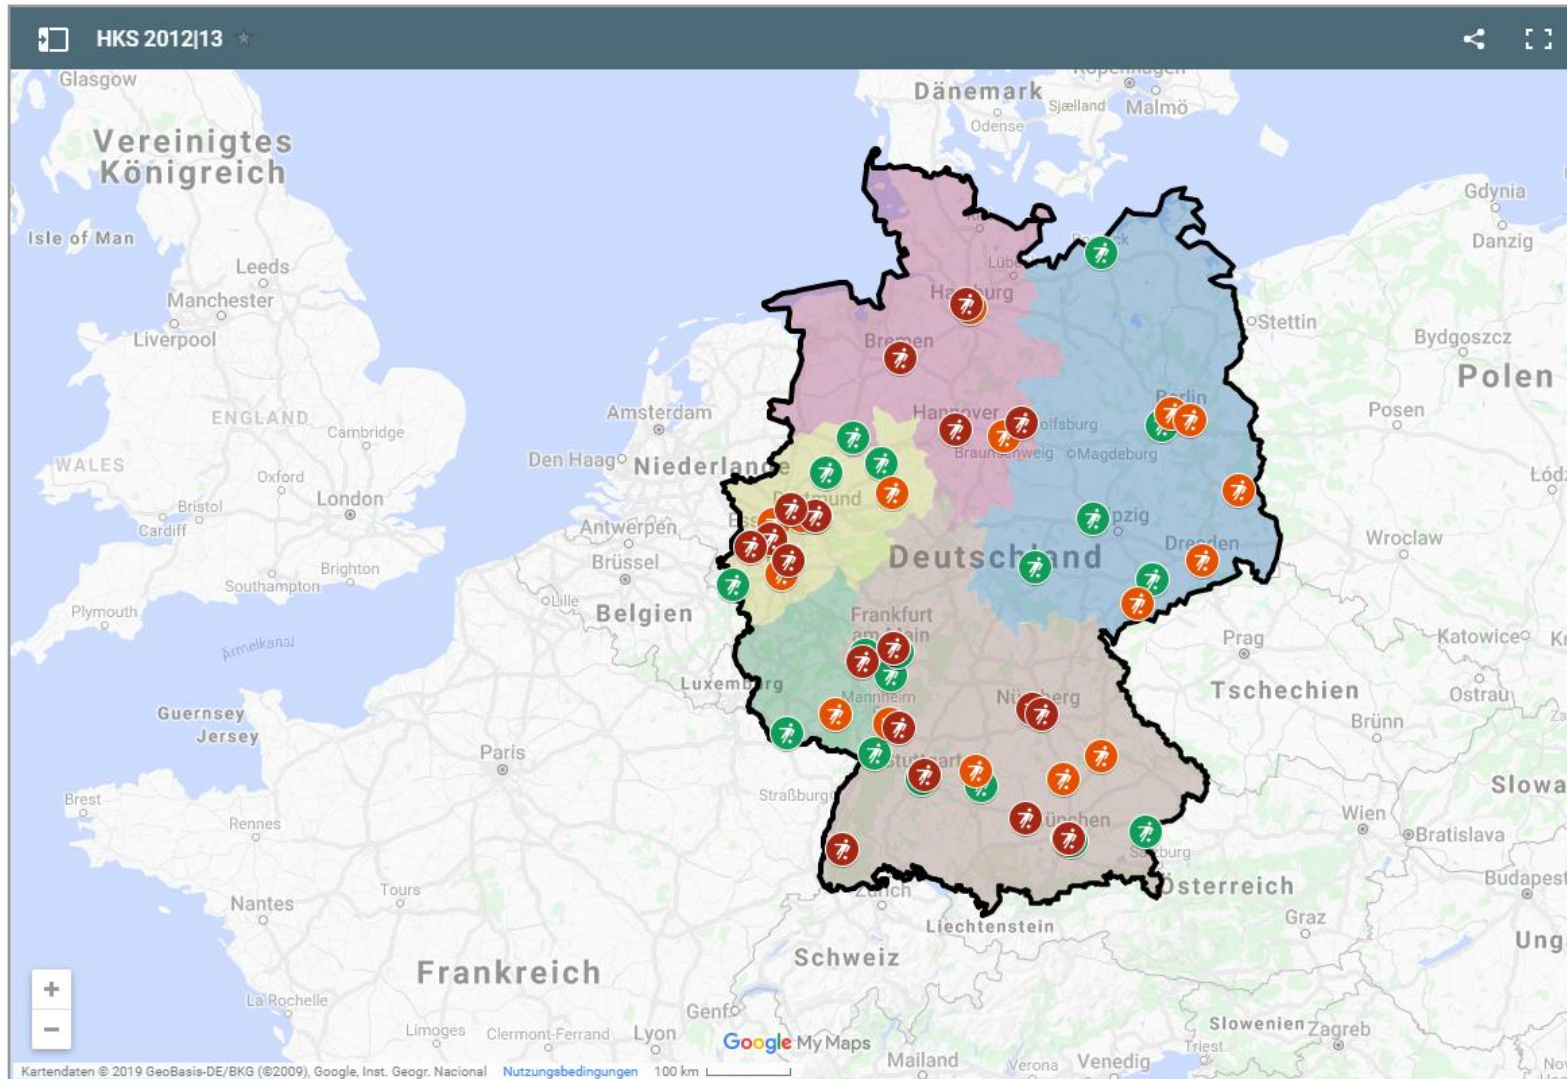 HKS 2012|13
Glasgow
Vereinigtes
Königreich
Isle of Man
Leeds
Manchester
Liverpool
ENGLAND
Cambridge
WALES
Oxford
London
Bristol
Cardiff
Southampton
Brighton
Plymouth
Ärmelkanal
Guernsey
Jersey
Dänemark
Sjælland
Malmö
Odense
Gdynia
Danzig
Stettin
Bydgoszcz
Polen
Posen
Wroclaw
Katowice
Ostrau
Brünn
Prag
Tschechien
Bremen
Hannover
Magdeburg
Amsterdam
Den Haag
Niederlande
Antwerpen
Brüssel
Lille
Belgien
Luxemburg
Deutschland
Dresden
Frankfurt
am Main
Mannheim
Paris
Straßburg
Brest
Rennes
Nantes
Tours
Frankreich
La Rochelle
Limoges
Clermont-Ferrand
Lyon
Genf
Zürich
Liechtenstein
Schweiz
Österreich
Wien
Bratislava
Budapest
Graz
Slowenien
Zagreb
Triest
Mailand
Verona
Venedig
Google My Maps
Kartendaten © 2019 GeoBasis-DE/BKG (©2009), Google, Inst. Geogr. Nacional Nutzungsbedingungen 100 km